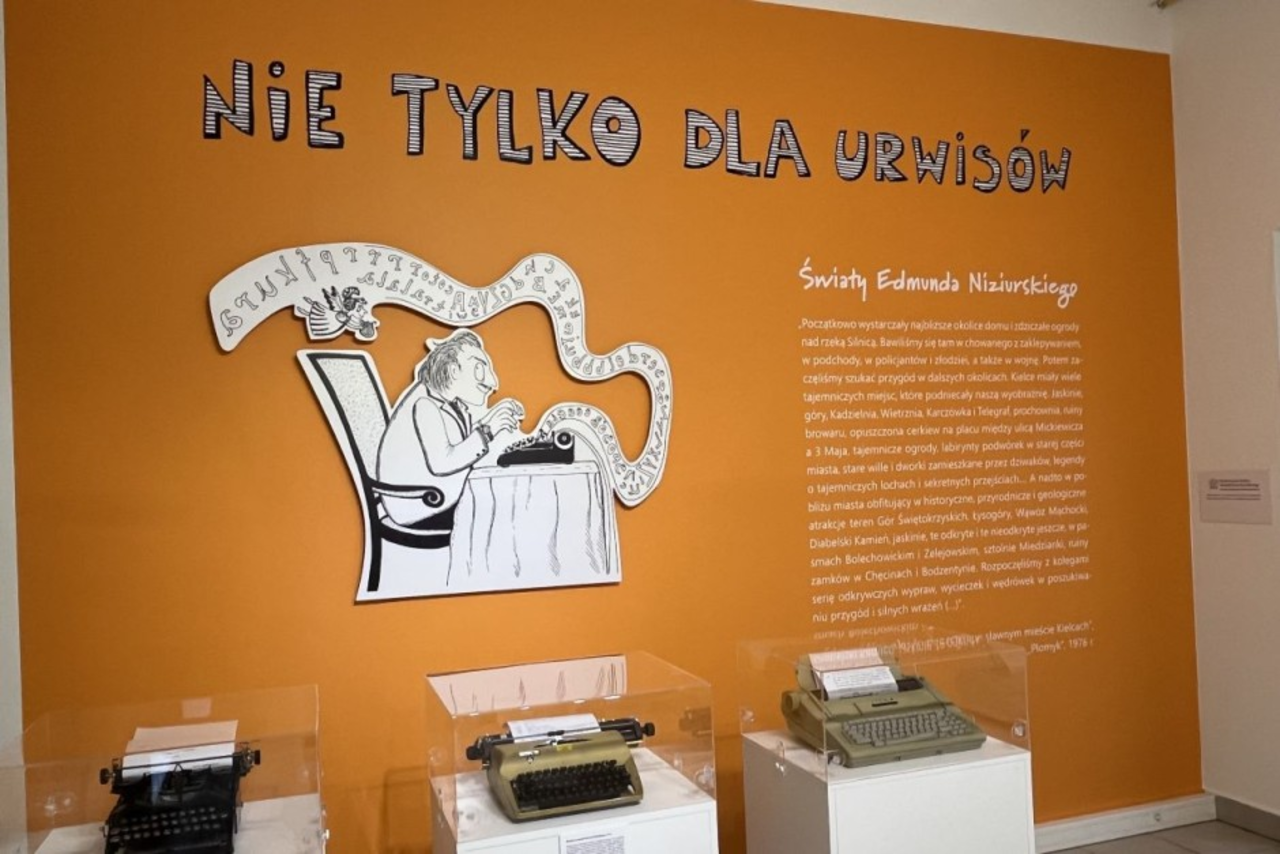 NiE TYLKO DLA URWiSÓW
Światy Edmunda Niziurskiego
„Początkowo wystarczały najbliższe okolice domu i zdziczałe ogrody
nad rzeką Silnicą. Bawiliśmy się tam w chowanego z zaklepywaniem,
w podchody, w policjantów i złodziei, a także w wojnę. Potem za-
częliśmy szukać przygód w dalszych okolicach. Kielce miały wiele
tajemniczych miejsc, które podniecały naszą wyobraźnię. Jaskinie,
góry, Kadzielnia, Wietrznia, Karczówka i Telegraf, prochownia, ruiny
browaru, opuszczona cerkiew na placu między ulicą Mickiewicza
a 3 Maja, tajemnicze ogrody, labirynty podwórek w starej części
miasta, stare wille i dworki zamieszkane przez dziwaków, legendy
o tajemniczych lochach i sekretnych przejściach... A nadto w po-
bliżu miasta obfitujący w historyczne, przyrodnicze i geologiczne
atrakcje teren Gór Świętokrzyskich. Łysogóry, Wąwóz Mąchocki,
Diabelski Kamień, jaskinie, te odkryte i te nieodkryte jeszcze, w pa-
smach Bolechowickim i Zelejowskim, sztolnie Miedzianki, ruiny
zamków w Chęcinach i Bodzentynie. Rozpoczęliśmy z kolegami
serię odkrywczych wypraw, wycieczek i wędrówek w poszukiwa-
niu przygód i silnych wrażeń (...)".
sławnym mieście Kielcach",
„Płomyk". 1978 r